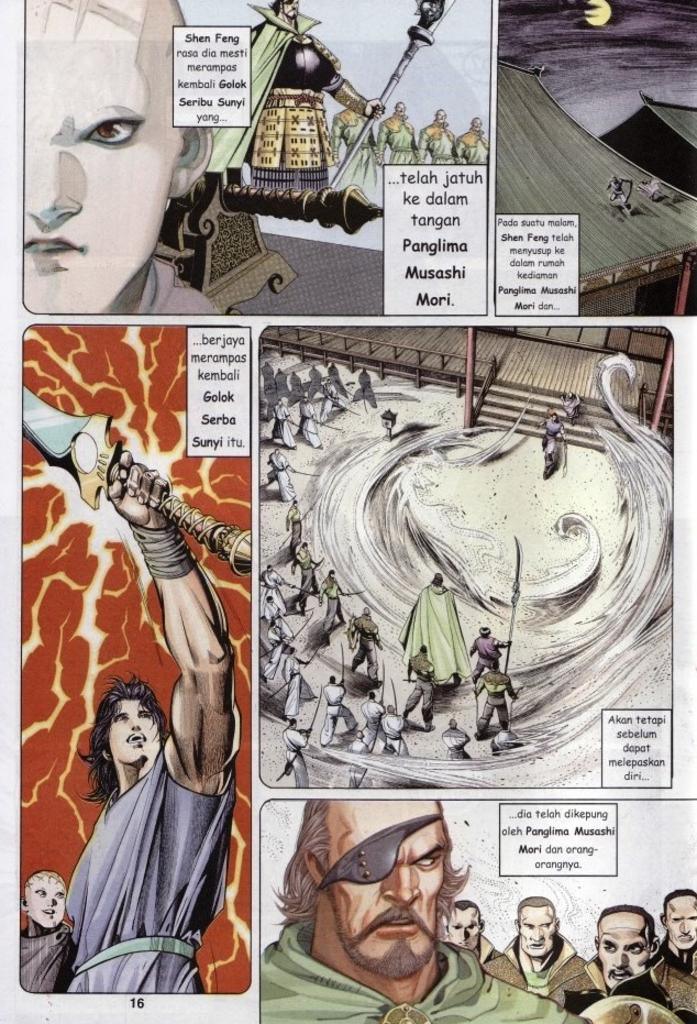 Shen Feng
rasa dia mesti
merampas
kembali Golok
Seribu Sunyi
yang...
...telah jatuh
ke dalam
tangan
Panglima
Musashi
Mori.
Pada suatu malam,
Shen Feng telah
menyusup ke
dalam rumah
kediaman
Panglima Musashi
Mori dan...
...berjaya
merampas
kembali
Golok
Serba
Sunyi itu.
Akan tetapi
sebelum
dapat
melepaskan
diri...
...dia telah dikepung
oleh Panglima Musashi
Mori dan orang-
orangnya.
16